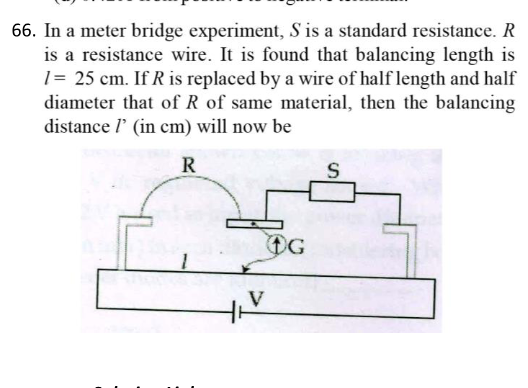 66. In a meter bridge experiment, S is a standard resistance. R
is a resistance wire. It is found that balancing length is
l = 25 cm. If R is replaced by a wire of half length and half
diameter that of R of same material, then the balancing
distance l' (in cm) will now be
R
S
G
l
V